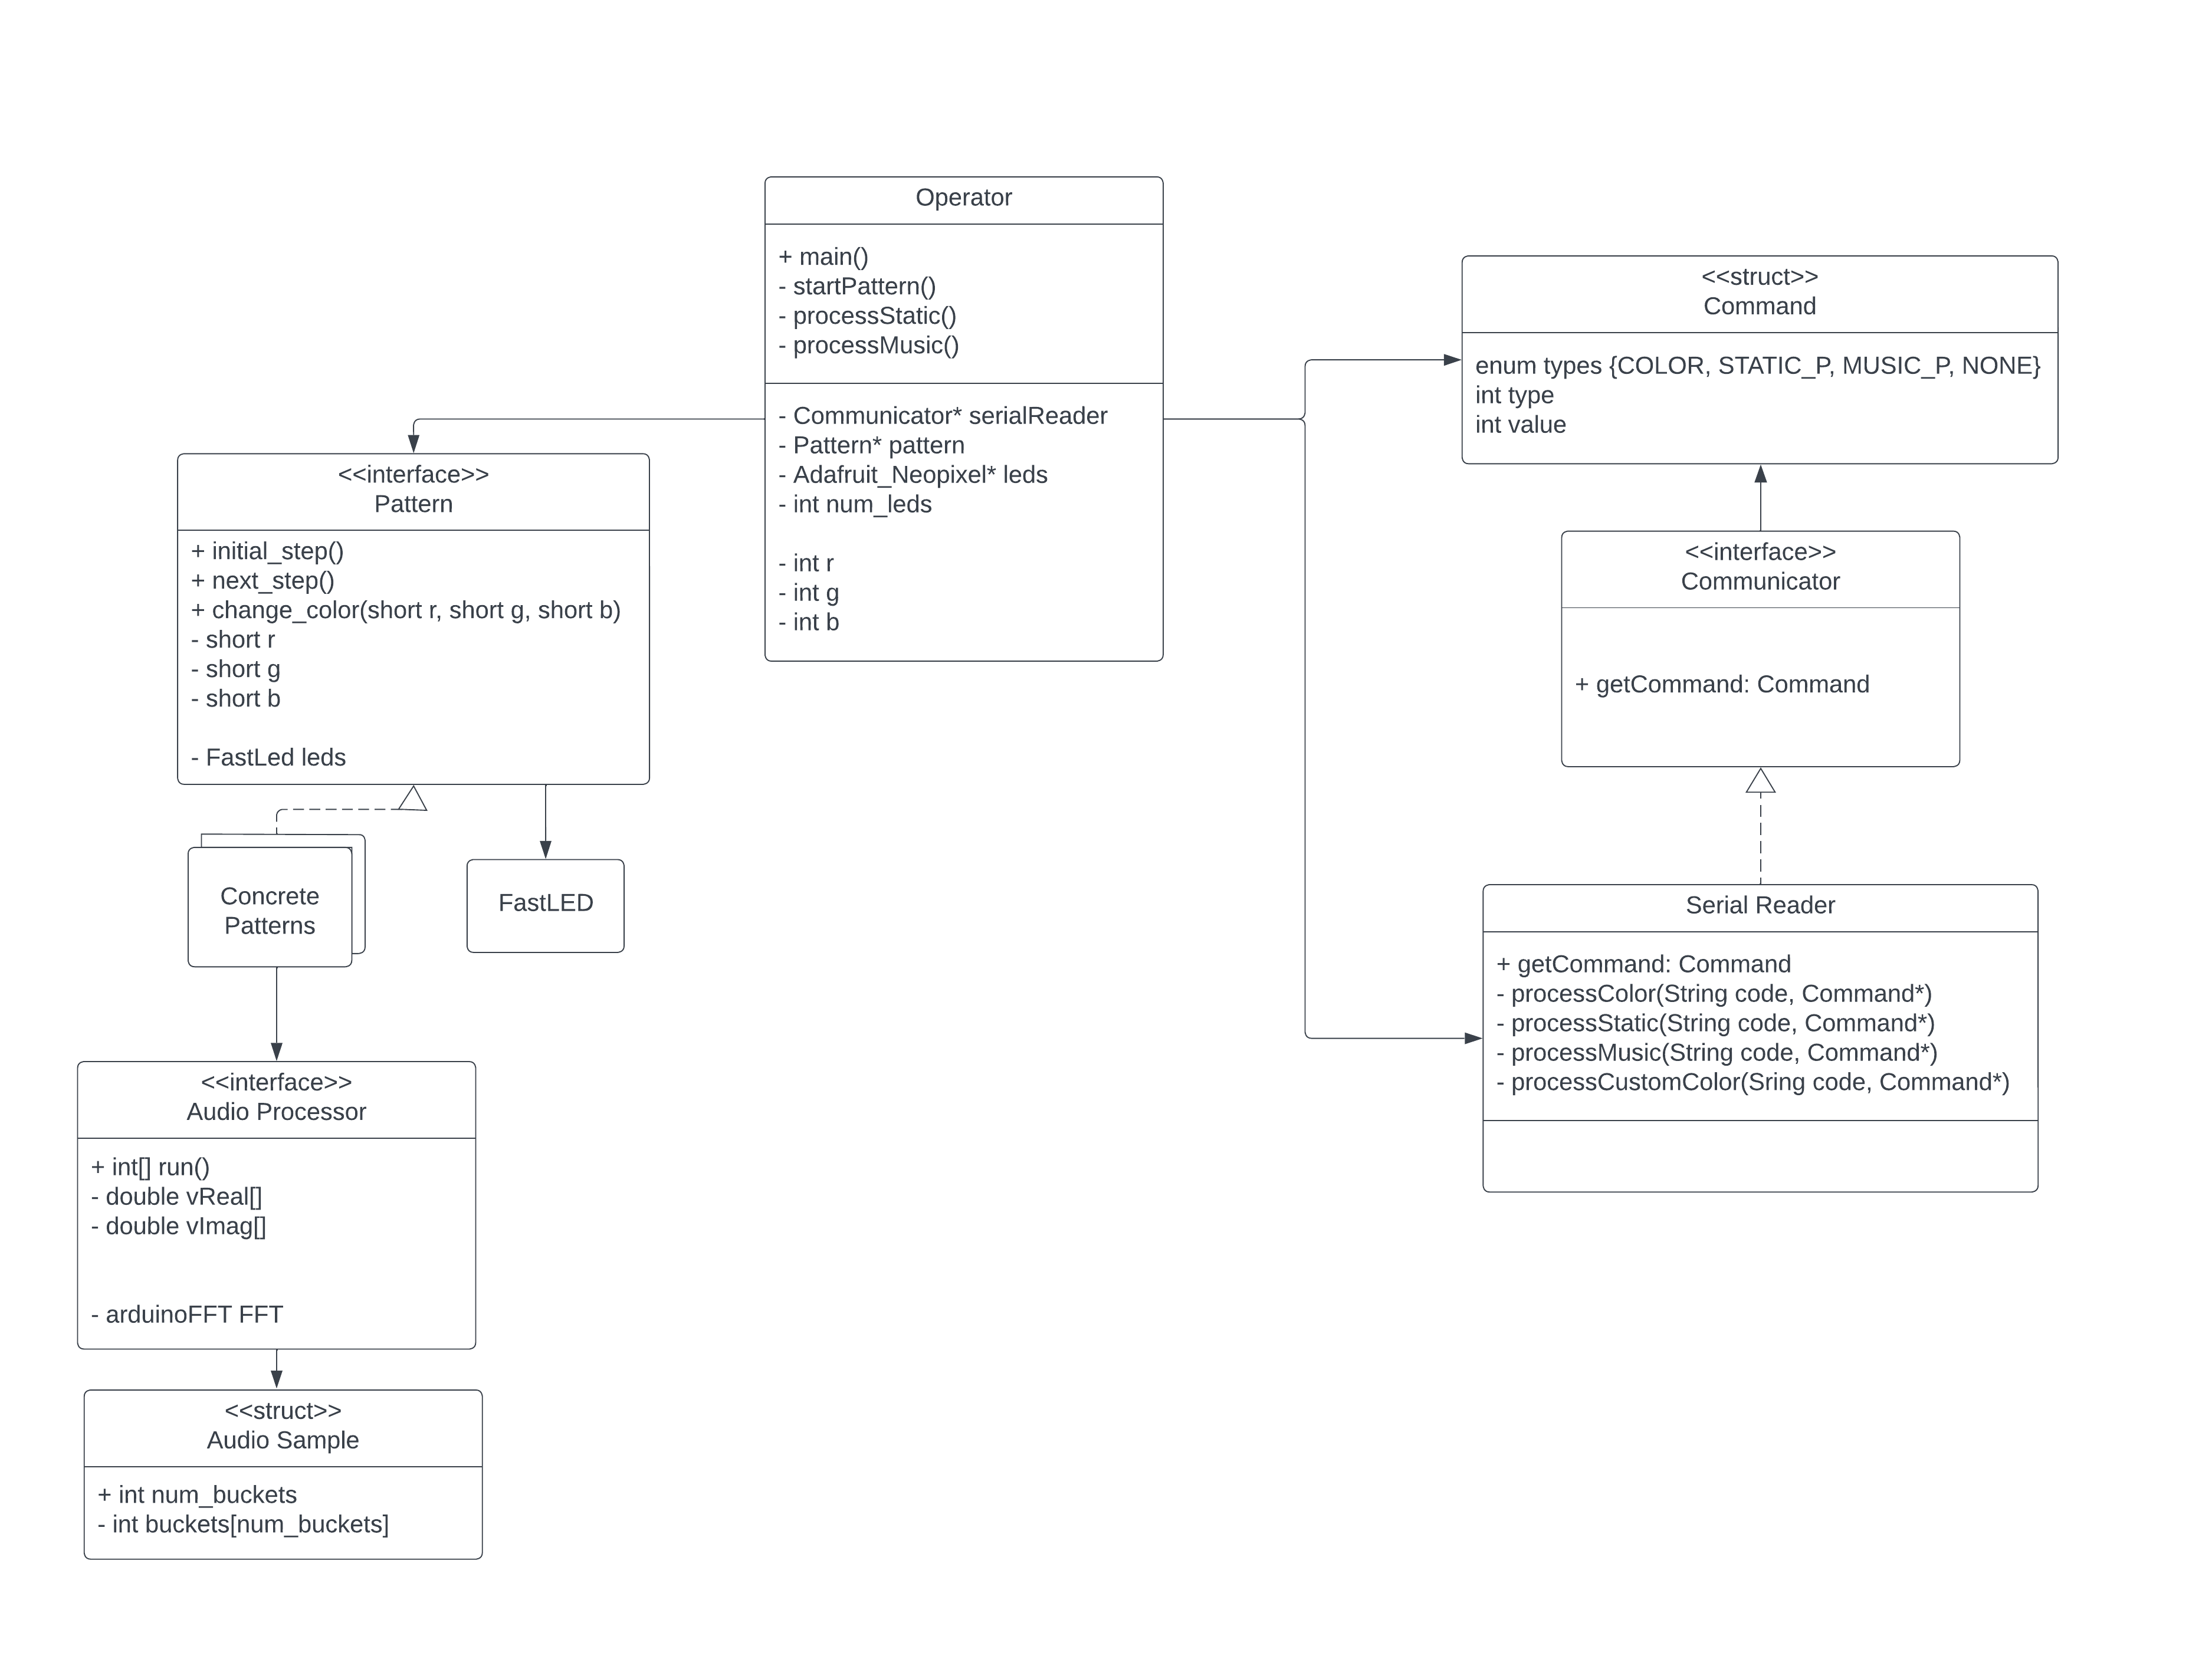 Operator
+ main()
- startPattern()
- processStatic()
- processMusic()
- Communicator* serialReader
- Pattern* pattern
- Adafruit_Neopixel* leds
- int num_leds
- int r
- int g
- int b
<<struct>>
Command
enum types {COLOR, STATIC_P, MUSIC_P, NONE}
int type
int value
<<interface>>
Pattern
+ initial_step()
+ next_step()
+ change_color(short r, short g, short b)
- short r
- short g
- short b
- FastLed leds
<<interface>>
Communicator
+ getCommand: Command
Concrete
Patterns
FastLED
Serial Reader
+ getCommand: Command
- processColor(String code, Command*)
- processStatic(String code, Command*)
- processMusic(String code, Command*)
- processCustomColor(Sring code, Command*)
<<interface>>
Audio Processor
+ int[] run()
- double vReal[]
- double vImag[]
- arduinoFFT FFT
<<struct>>
Audio Sample
+ int num_buckets
- int buckets[num_buckets]